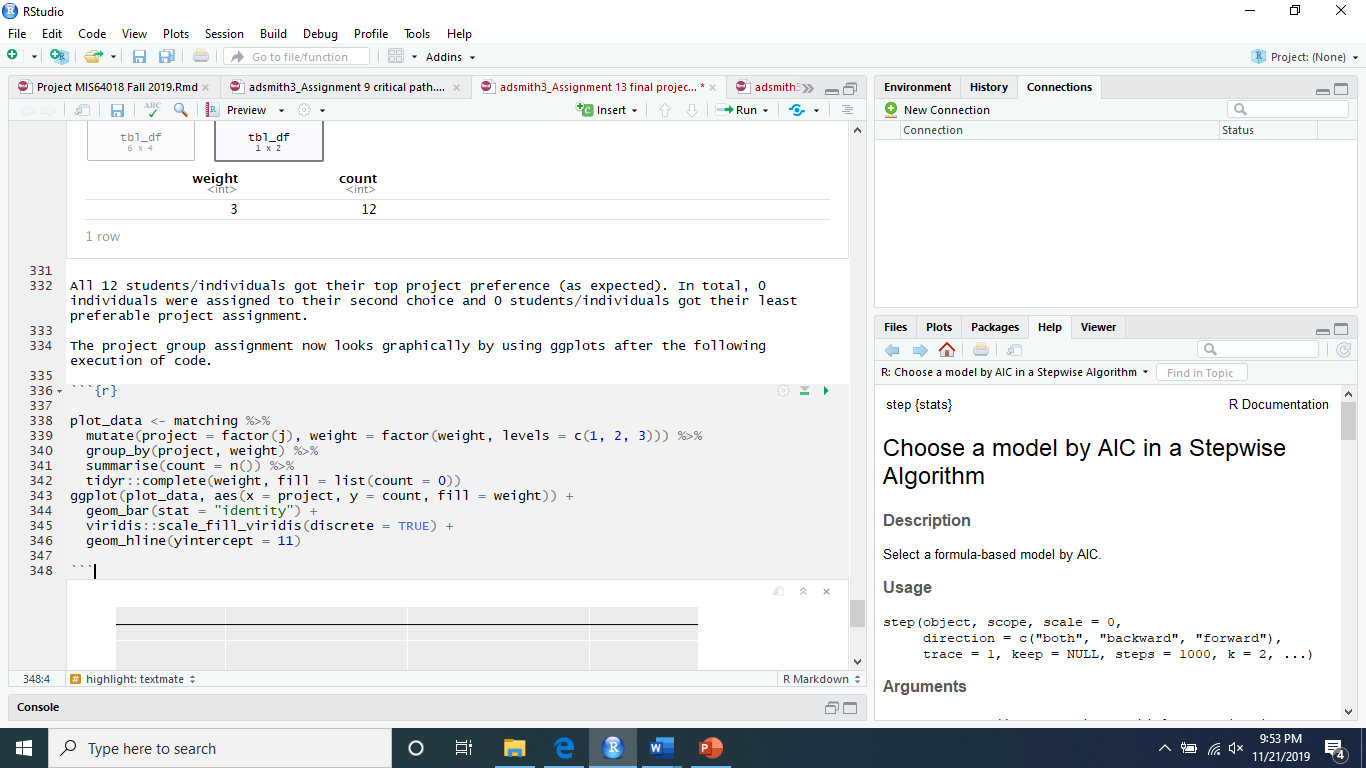 RStudio
File Edit Code View Plots Session Build Debug Profile Tools Help
Go to file/function Addins Project: (None)
Project MIS64018 Fall 2019.Rmd adsmith3_Assignment 9 critical path.... adsmith3_Assignment 13 final projec... * adsmith3
ABC Preview Insert Run
tbl_df
6 x 4
tbl_df
1 x 2
weight count
<int> <int>
3 12
1 row
331
332 All 12 students/individuals got their top project preference (as expected). In total, 0
individuals were assigned to their second choice and 0 students/individuals got their least
preferable project assignment.
333
334 The project group assignment now looks graphically by using ggplots after the following
execution of code.
335
336 ```{r}
337
338 plot_data <- matching %>%
339 mutate(project = factor(j), weight = factor(weight, levels = c(1, 2, 3))) %>%
340 group_by(project, weight) %>%
341 summarise(count = n()) %>%
342 tidyr::complete(weight, fill = list(count = 0))
343 ggplot(plot_data, aes(x = project, y = count, fill = weight)) +
344 geom_bar(stat = "identity") +
345 viridis::scale_fill_viridis(discrete = TRUE) +
346 geom_hline(yintercept = 11)
347
348 ```
348:4 # highlight: textmate R Markdown
Console
Environment History Connections
New Connection
Connection Status
Files Plots Packages Help Viewer
R: Choose a model by AIC in a Stepwise Algorithm Find in Topic
step {stats} R Documentation
Choose a model by AIC in a Stepwise
Algorithm
Description
Select a formula-based model by AIC.
Usage
step(object, scope, scale = 0,
direction = c("both", "backward", "forward"),
trace = 1, keep = NULL, steps = 1000, k = 2, ...)
Arguments
Type here to search
9:53 PM
11/21/2019
4